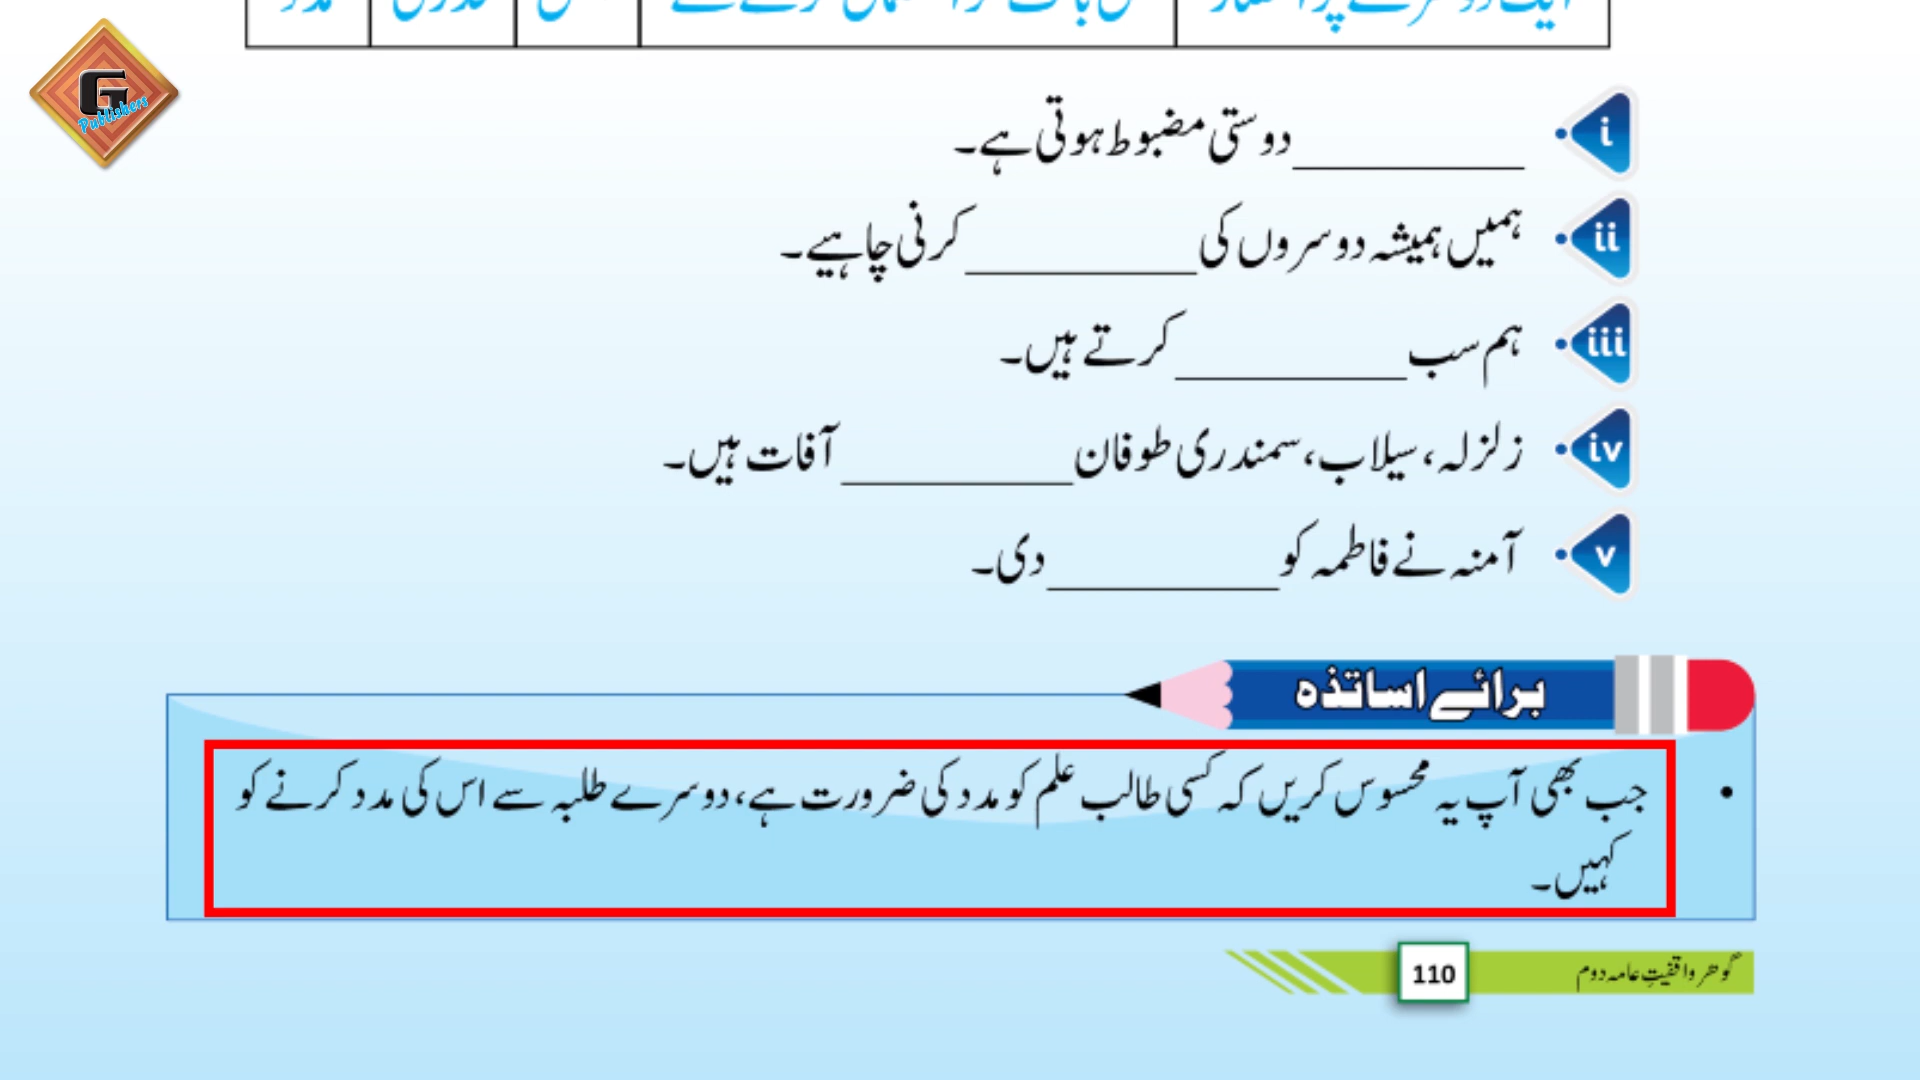 G
Publishers
i ________ دوستی مضبوط ہوتی ہے۔
ii ہمیں ہمیشہ دوسروں کی ________ کرنی چاہیے۔
iii ہم سب ________ کرتے ہیں۔
iv زلزلہ، سیلاب، سمندری طوفان ________ آفات ہیں۔
v آمنہ نے فاطمہ کو ________ دی۔
برائے اساتذہ
• جب بھی آپ یہ محسوس کریں کہ کسی طالب علم کو مدد کی ضرورت ہے، دوسرے طلبہ سے اس کی مدد کرنے کو
کہیں۔
گوھر واقفیتِ عامہ دوم 110